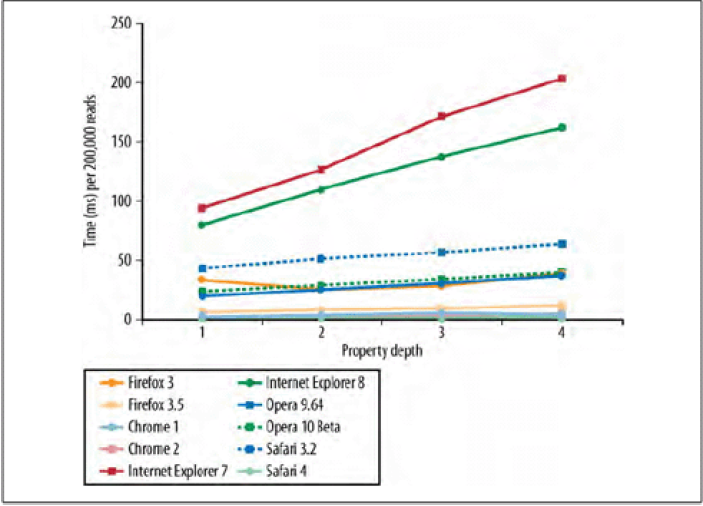 250
200
150
100
50
0
Time (ms) per 200,000 reads
1 2 3 4
Property depth
Firefox 3 Internet Explorer 8
Firefox 3.5 Opera 9.64
Chrome 1 Opera 10 Beta
Chrome 2 Safari 3.2
Internet Explorer 7 Safari 4